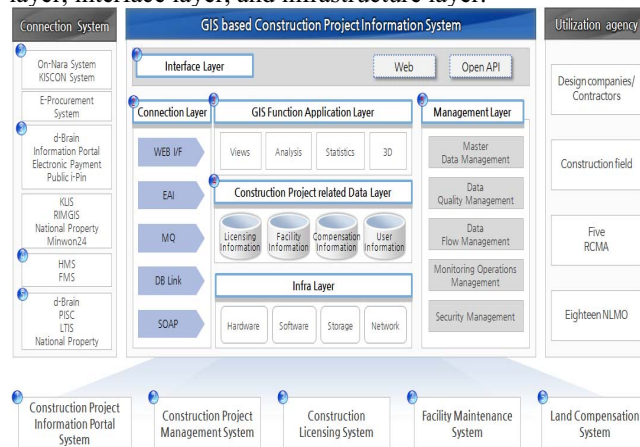 layer, interface layer, and infrastructure layer.
Connection System
GIS based Construction Project Information System
Utilization agency
On-Nara System
KISCON System
E-Procurement
System
d-Brain
Information Portal
Electronic Payment
Public i-Pin
KLIS
RIMGIS
National Property
Minwon24
HMS
FMS
d-Brain
PISC
LTIS
National Property
Interface Layer
Web
Open API
Connection Layer
WEB I/F
EAI
MQ
DB Link
SOAP
GIS Function Application Layer
Views
Analysis
Statistics
3D
Construction Project related Data Layer
Licensing
Information
Facility
Information
Compensation
Information
User
Information
Infra Layer
Hardware
Software
Storage
Network
Management Layer
Master
Data Management
Data
Quality Management
Data
Flow Management
Monitoring Operations
Management
Security Management
Design companies/
Contractors
Construction field
Five
RCMA
Eighteen NLMO
Construction Project
Information Portal
System
Construction Project
Management System
Construction
Licensing System
Facility Maintenance
System
Land Compensation
System